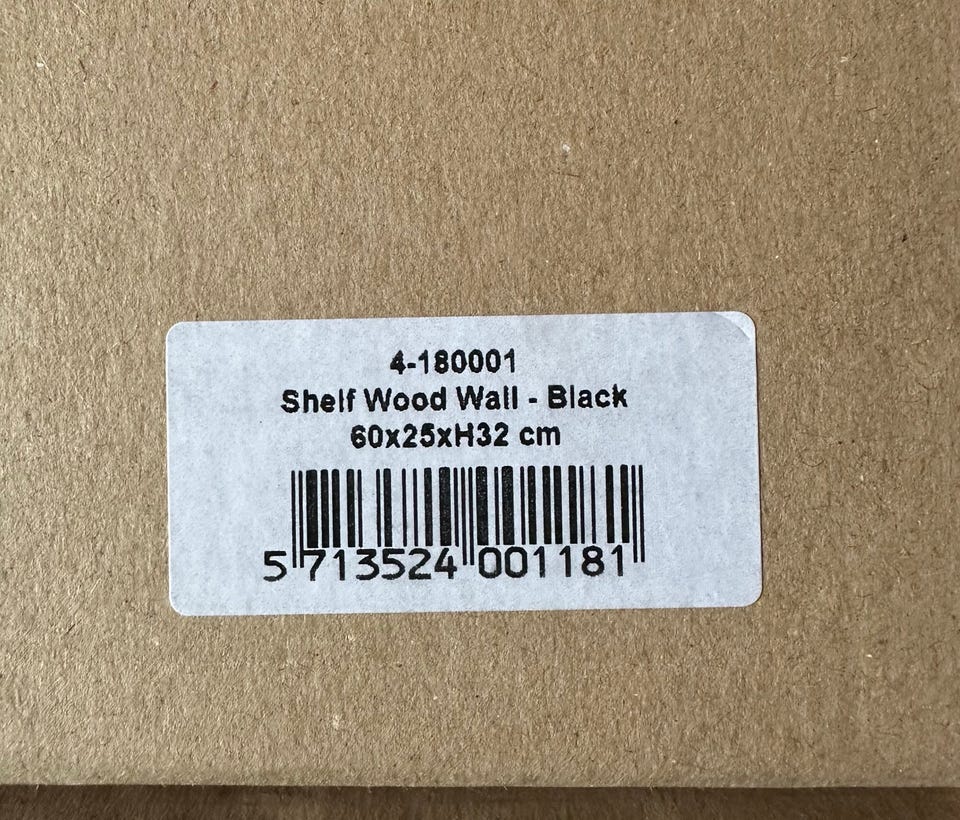 4-180001
Shelf Wood Wall - Black
60x25xH32 cm
5 713524 001181